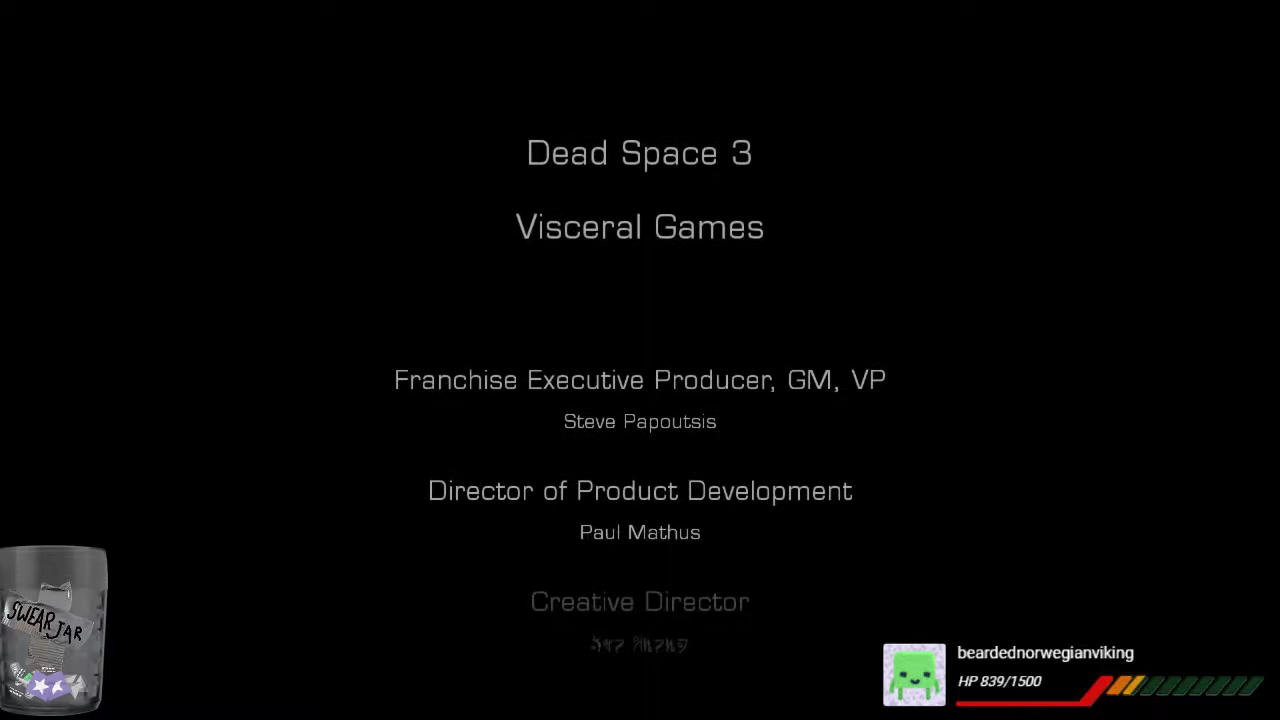 Dead Space 3
Visceral Games
Franchise Executive Producer, GM, VP
Steve Papoutsis
Director of Product Development
Paul Mathus
Creative Director
SWEAR JAR
beardednorwegianviking
HP 839/1500